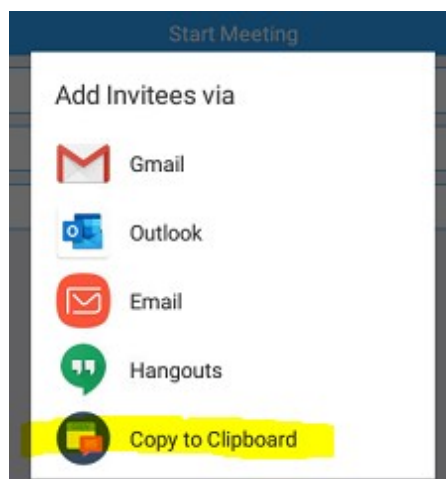 Start Meeting
Add Invitees via
Gmail
Outlook
Email
Hangouts
Copy to Clipboard